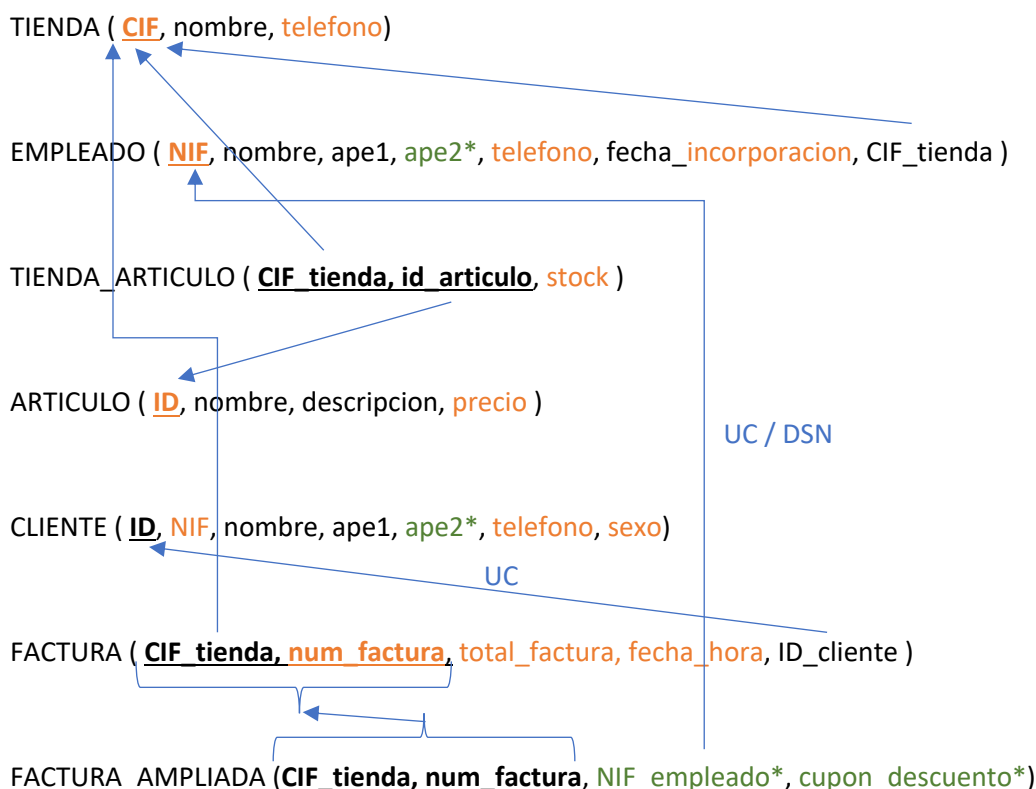 TIENDA ( CIF, nombre, telefono)
EMPLEADO ( NIF, nombre, ape1, ape2*, telefono, fecha_incorporacion, CIF_tienda )
TIENDA_ARTICULO ( CIF_tienda, id_articulo, stock )
ARTICULO ( ID, nombre, descripcion, precio )
UC / DSN
CLIENTE ( ID, NIF, nombre, ape1, ape2*, telefono, sexo)
UC
FACTURA ( CIF_tienda, num_factura, total_factura, fecha_hora, ID_cliente )
FACTURA_AMPLIADA (CIF_tienda, num_factura, NIF_empleado*, cupon_descuento*)